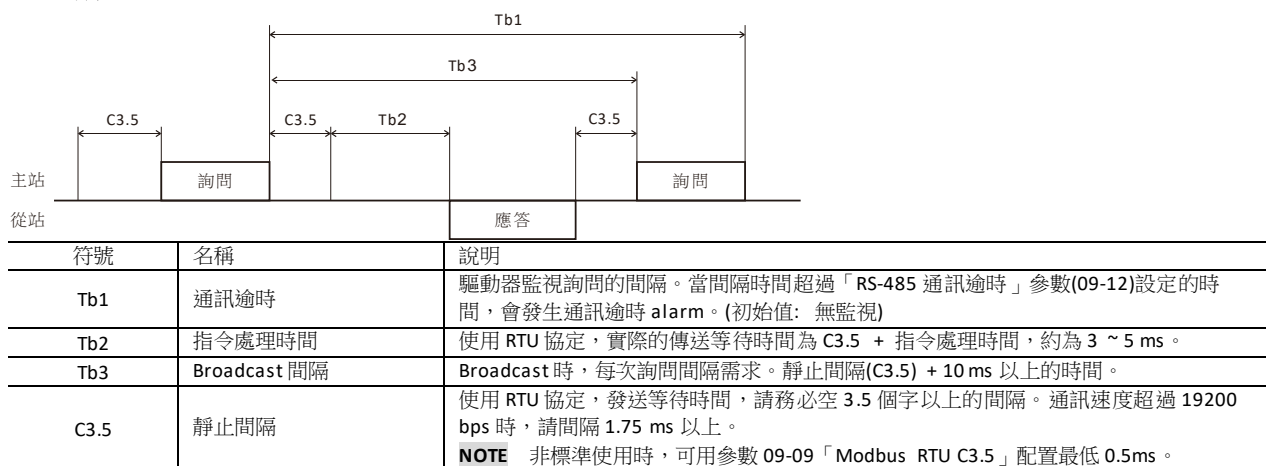 Tb1
Tb3
C3.5 C3.5 Tb2 C3.5
主站 詢問 詢問
從站 應答
符號 名稱 說明
Tb1 通訊逾時 驅動器監視詢問的間隔。當間隔時間超過「RS-485 通訊逾時」參數(09-12)設定的時
間，會發生通訊逾時 alarm。(初始值: 無監視)
Tb2 指令處理時間 使用 RTU 協定，實際的傳送等待時間為 C3.5 + 指令處理時間，約為 3 ~ 5 ms。
Tb3 Broadcast 間隔 Broadcast 時，每次詢問間隔需求。靜止間隔(C3.5) + 10 ms 以上的時間。
C3.5 靜止間隔 使用 RTU 協定，發送等待時間，請務必空 3.5 個字以上的間隔。通訊速度超過 19200
bps 時，請間隔 1.75 ms 以上。
NOTE 非標準使用時，可用參數 09-09「Modbus RTU C3.5」配置最低 0.5ms。